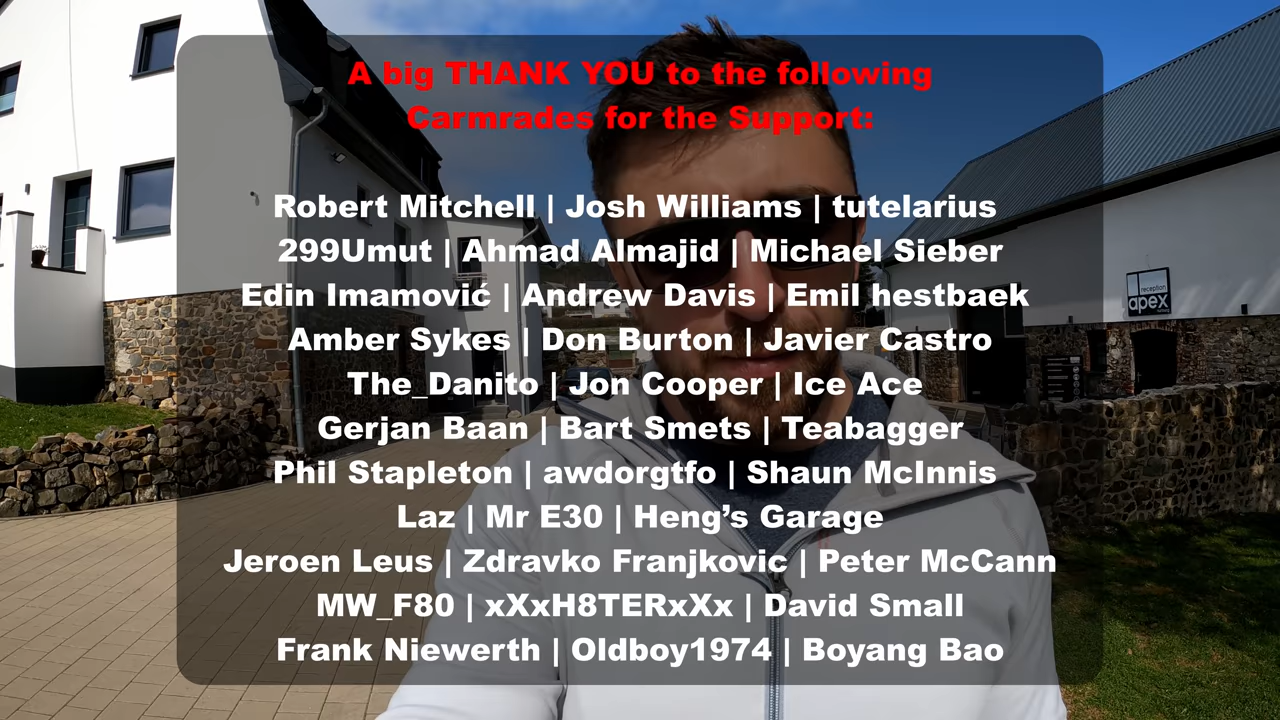 A big THANK YOU to the following
Carmrades for the Support:
Robert Mitchell | Josh Williams | tutelarius
299Umut | Ahmad Almajid | Michael Sieber
Edin Imamović | Andrew Davis | Emil hestbaek
Amber Sykes | Don Burton | Javier Castro
The_Danito | Jon Cooper | Ice Ace
Gerjan Baan | Bart Smets | Teabagger
Phil Stapleton | awdorgtfo | Shaun McInnis
Laz | Mr E30 | Heng’s Garage
Jeroen Leus | Zdravko Franjkovic | Peter McCann
MW_F80 | xXxH8TERxXx | David Small
Frank Niewerth | Oldboy1974 | Boyang Bao
reception
apex